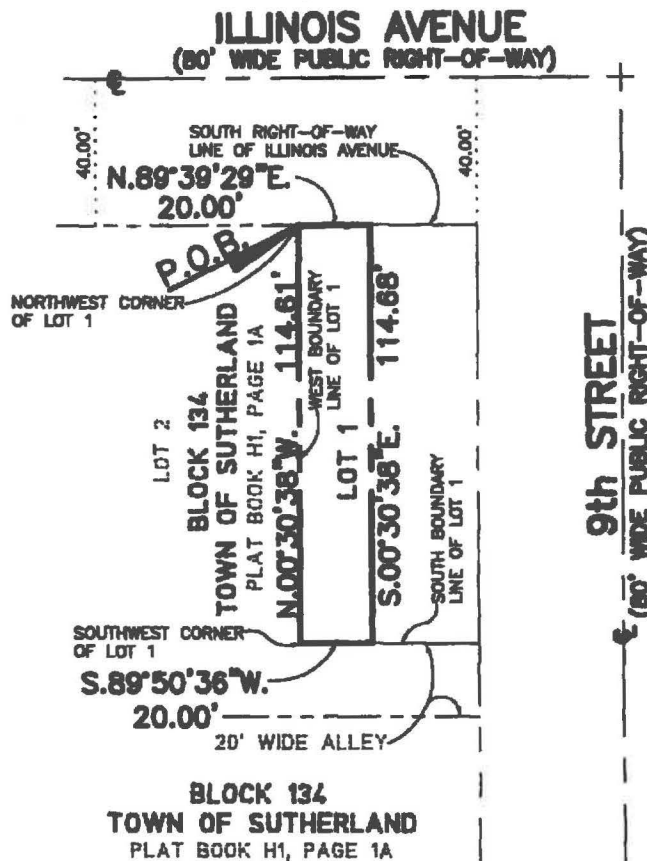 ILLINOIS AVENUE
(80' WIDE PUBLIC RIGHT-OF-WAY)
40.00'
SOUTH RIGHT-OF-WAY
LINE OF ILLINOIS AVENUE
40.00'
N.89°39'29"E.
20.00'
P.O.B.
NORTHWEST CORNER
OF LOT 1
LOT 2
BLOCK 134
TOWN OF SUTHERLAND
PLAT BOOK H1, PAGE 1A
N.00°30'38"W. 114.61'
WEST BOUNDARY
LINE OF LOT 1
LOT 1
S.00°30'38"E. 114.68'
SOUTH BOUNDARY
LINE OF LOT 1
9th STREET
(80' WIDE PUBLIC RIGHT-OF-WAY)
SOUTHWEST CORNER
OF LOT 1
S.89°50'36"W.
20.00'
20' WIDE ALLEY
BLOCK 134
TOWN OF SUTHERLAND
PLAT BOOK H1, PAGE 1A